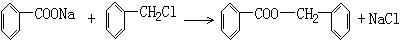 COONa + CH₂Cl → COO—CH₂ + NaCl